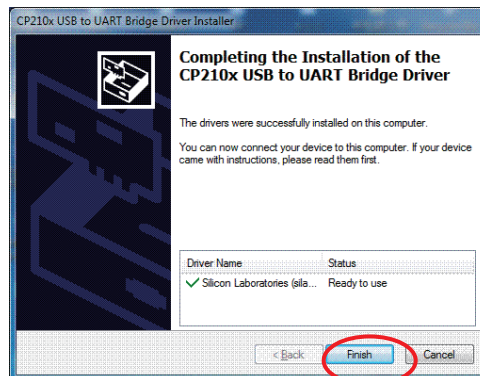 CP210x USB to UART Bridge Driver Installer
Completing the Installation of the
CP210x USB to UART Bridge Driver
The drivers were successfully installed on this computer.
You can now connect your device to this computer. If your device
came with instructions, please read them first.
Driver Name Status
Silicon Laboratories (sila... Ready to use
< Back Finish Cancel